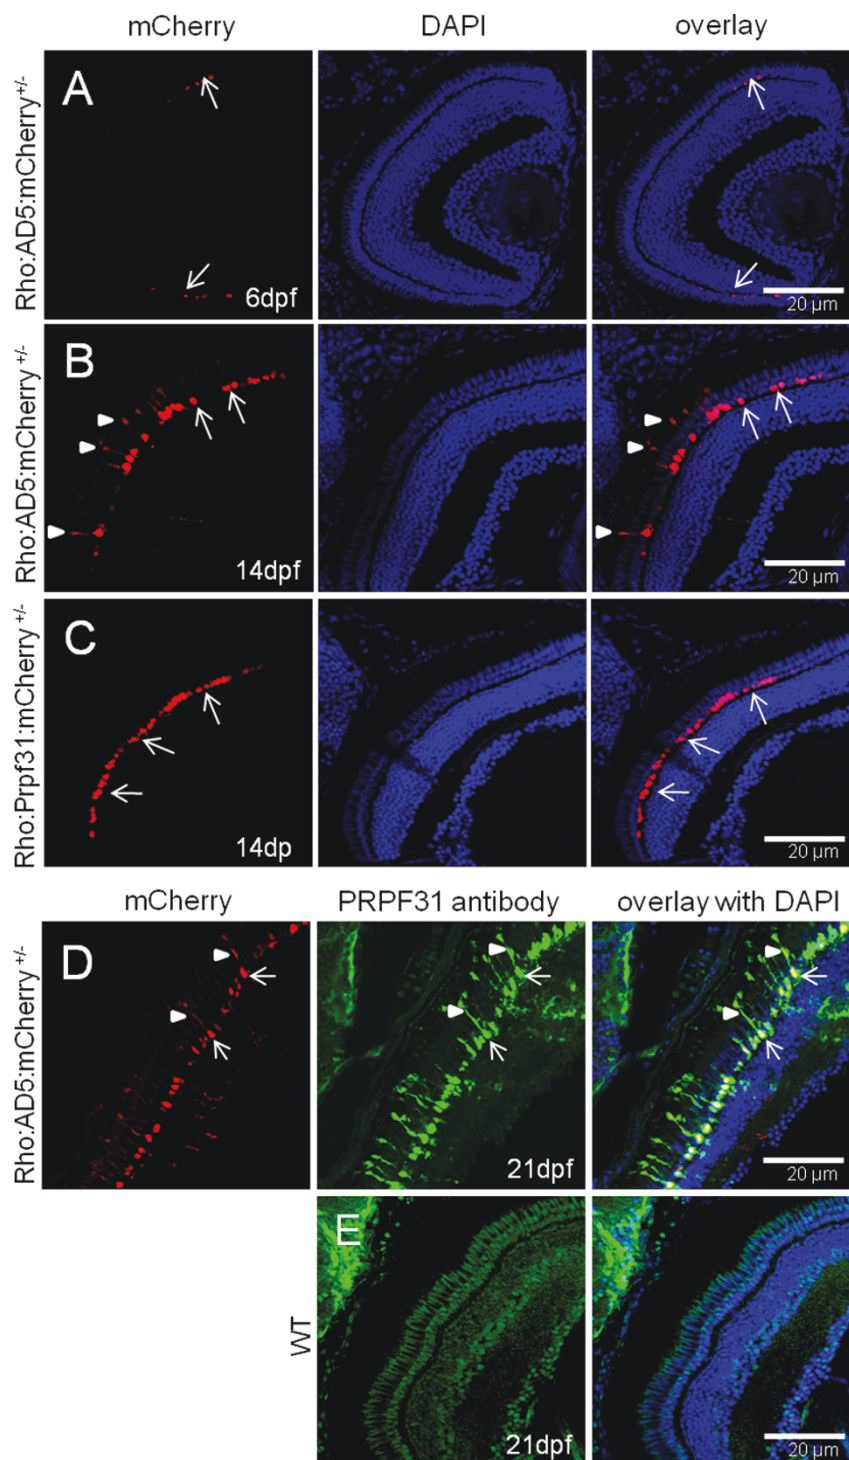 mCherry DAPI overlay
Rho:AD5:mCherry+/-
A
6dpf
20 µm
Rho:AD5:mCherry+/-
B
14dpf
20 µm
Rho:Prpf31:mCherry+/-
C
14dp
20 µm
mCherry PRPF31 antibody overlay with DAPI
Rho:AD5:mCherry+/-
D
21dpf
20 µm
WT
E
21dpf
20 µm